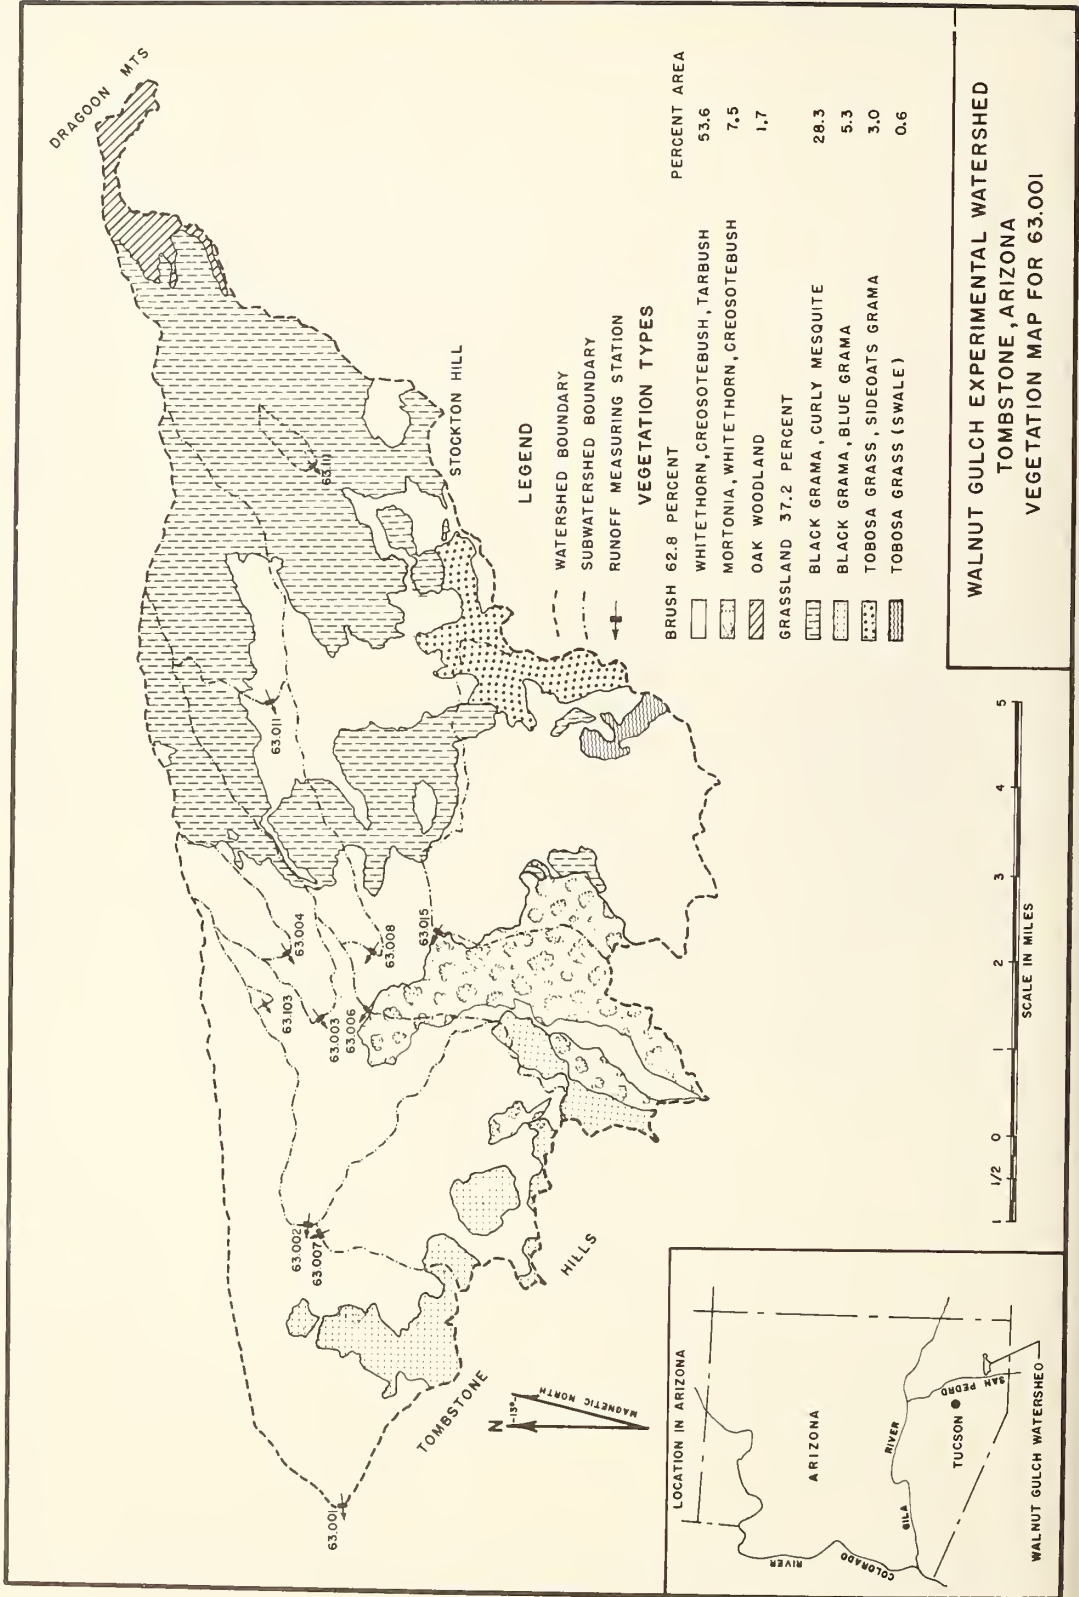 DRAGOON MTS
STOCKTON HILL
63.111
63.011
63.004
63.008
63.015
63.103
63.003
63.006
63.002
63.007
63.001
TOMBSTONE
HILLS
N
13°
MAGNETIC NORTH
LEGEND
WATERSHED BOUNDARY
SUBWATERSHED BOUNDARY
RUNOFF MEASURING STATION
VEGETATION TYPES
PERCENT AREA
BRUSH 62.8 PERCENT
WHITETHORN, CREOSOTEBUSH, TARBUSH 53.6
MORTONIA, WHITETHORN, CREOSOTEBUSH 7.5
OAK WOODLAND 1.7
GRASSLAND 37.2 PERCENT
BLACK GRAMA, CURLY MESQUITE 28.3
BLACK GRAMA, BLUE GRAMA 5.3
TOBOSA GRASS, SIDEOATS GRAMA 3.0
TOBOSA GRASS (SWALE) 0.6
LOCATION IN ARIZONA
ARIZONA
COLORADO RIVER
GILA RIVER
TUCSON
SAN PEDRO
WALNUT GULCH WATERSHED
1 1/2 0 1 2 3 4 5
SCALE IN MILES
WALNUT GULCH EXPERIMENTAL WATERSHED
TOMBSTONE, ARIZONA
VEGETATION MAP FOR 63.001